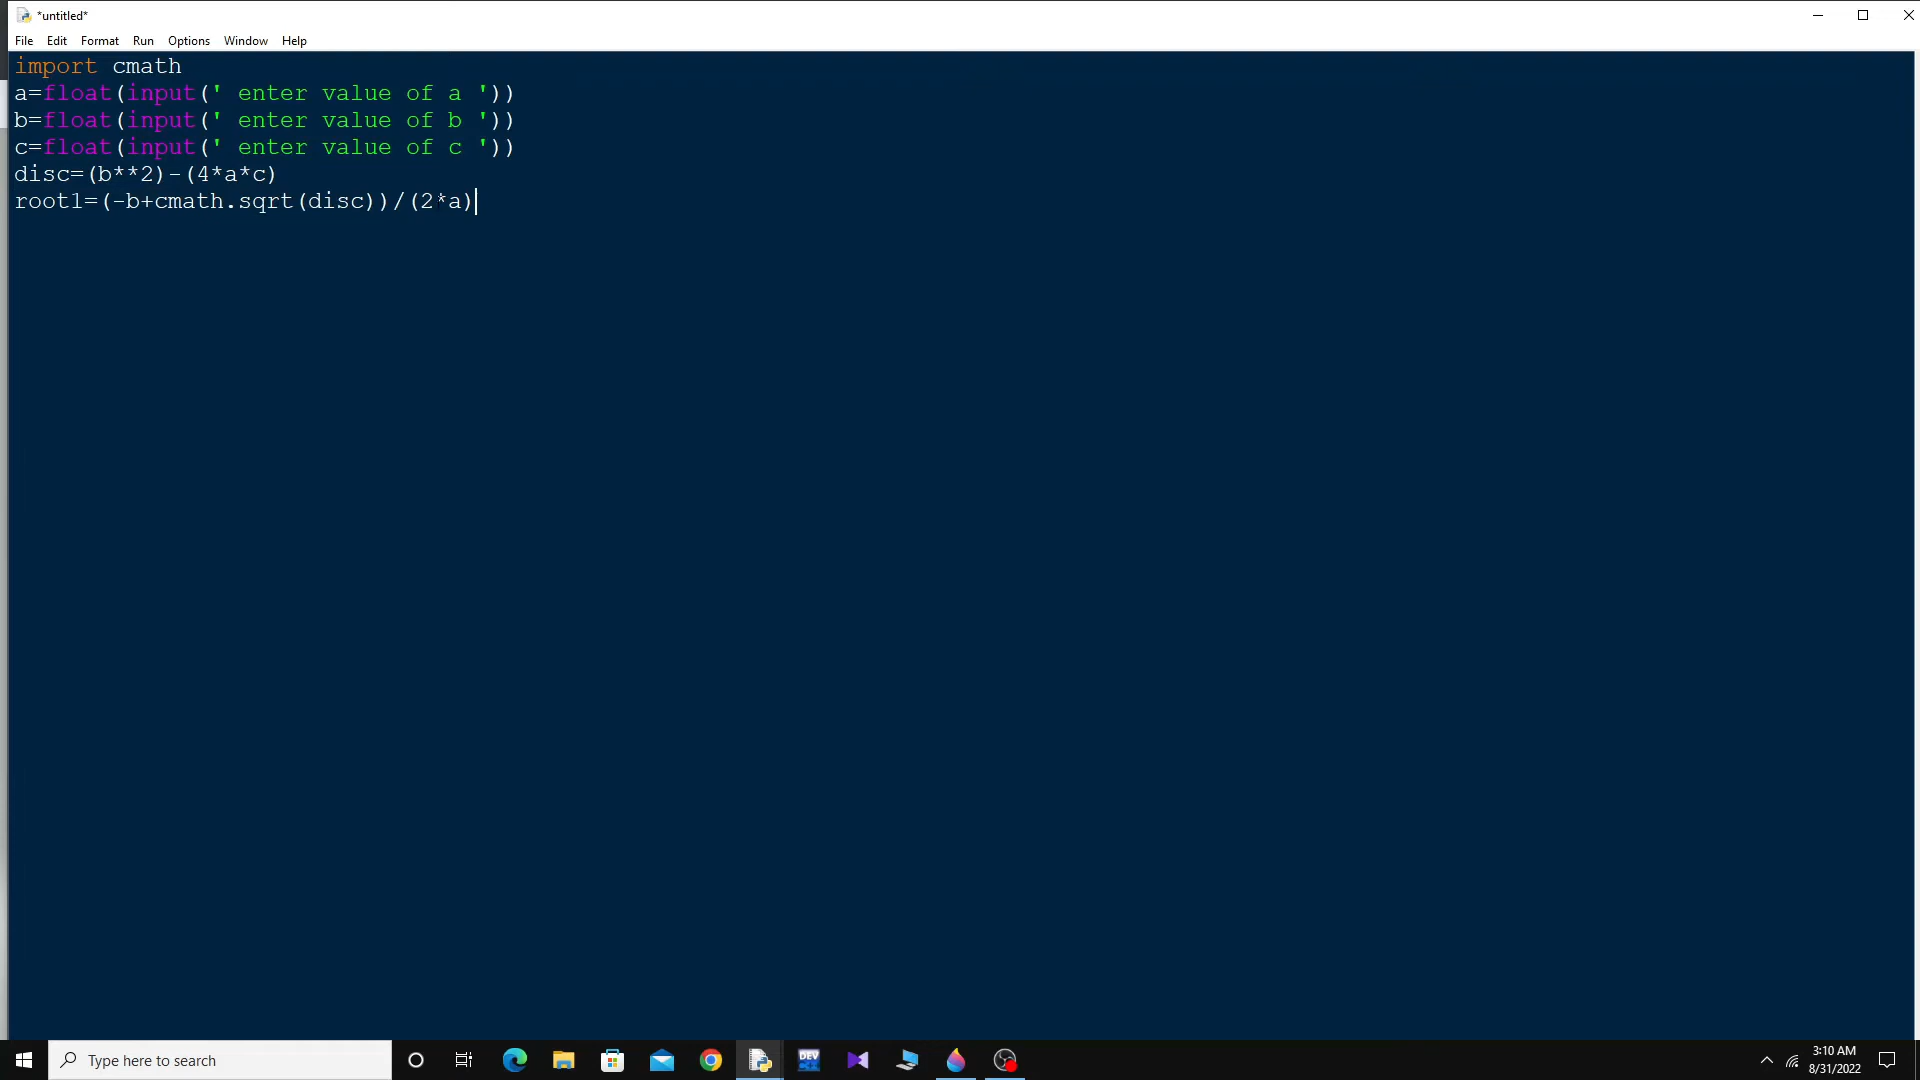 *untitled*
File Edit Format Run Options Window Help
import cmath
a=float(input(' enter value of a '))
b=float(input(' enter value of b '))
c=float(input(' enter value of c '))
disc=(b**2)-(4*a*c)
root1=(-b+cmath.sqrt(disc))/(2*a)
Type here to search
DEV
C++
3:10 AM
8/31/2022